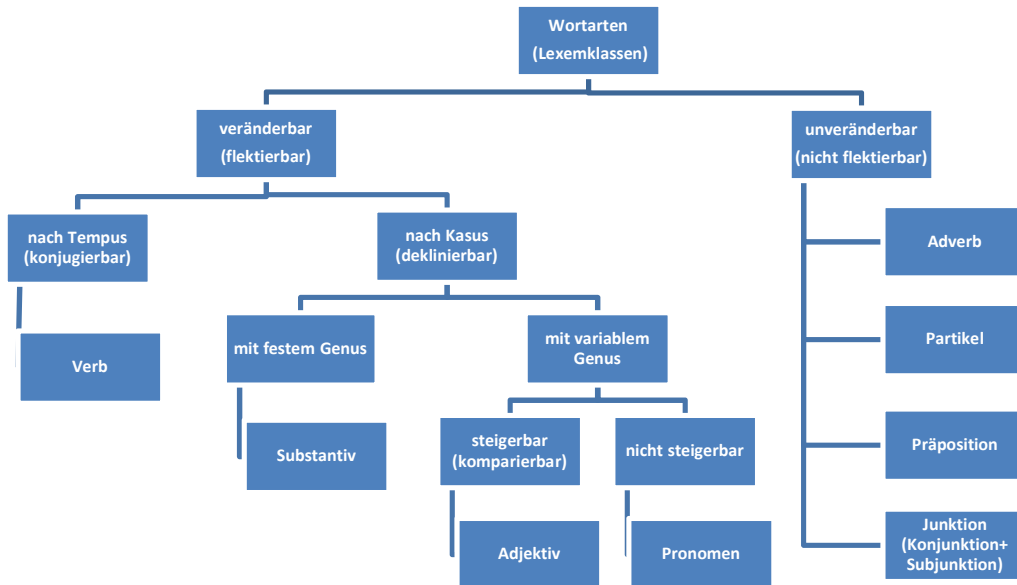 Wortarten
(Lexemklassen)
veränderbar
(flektierbar)
unveränderbar
(nicht flektierbar)
nach Tempus
(konjugierbar)
nach Kasus
(deklinierbar)
Adverb
mit festem Genus
mit variablem
Genus
Partikel
Verb
Substantiv
steigerbar
(komparierbar)
nicht steigerbar
Präposition
Adjektiv
Pronomen
Junktion
(Konjunktion+
Subjunktion)